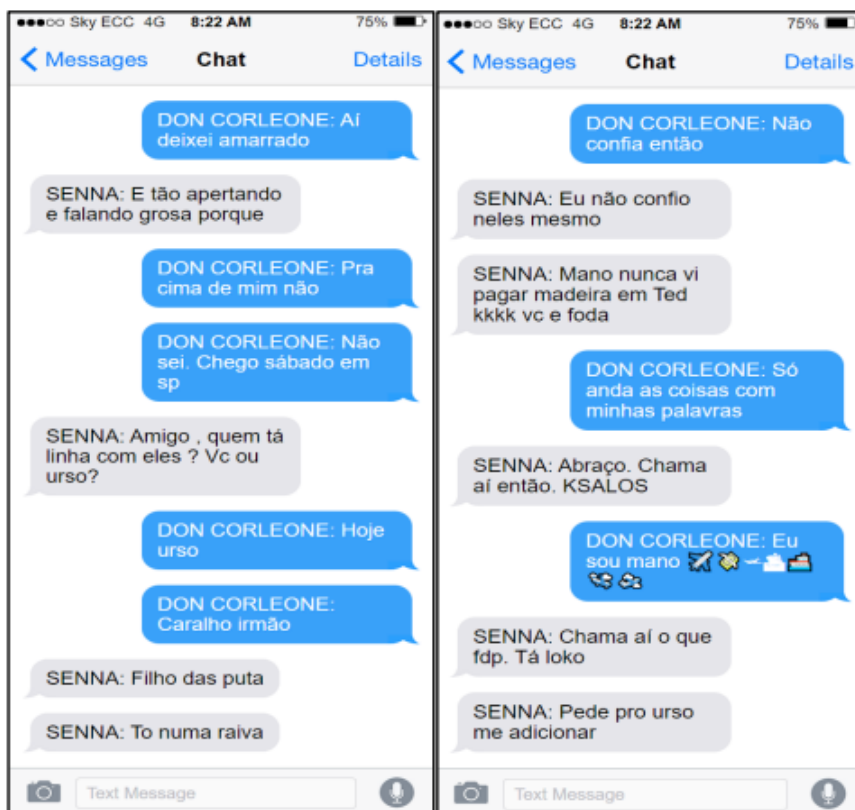 Sky ECC 4G 8:22 AM 75%
Messages Chat Details
DON CORLEONE: Aí
deixei amarrado
SENNA: E tão apertando
e falando grosa porque
DON CORLEONE: Pra
cima de mim não
DON CORLEONE: Não
sei. Chego sábado em
sp
SENNA: Amigo , quem tá
linha com eles ? Vc ou
urso?
DON CORLEONE: Hoje
urso
DON CORLEONE:
Caralho irmão
SENNA: Filho das puta
SENNA: To numa raiva
Text Message
Sky ECC 4G 8:22 AM 75%
Messages Chat Details
DON CORLEONE: Não
confia então
SENNA: Eu não confio
neles mesmo
SENNA: Mano nunca vi
pagar madeira em Ted
kkkk vc e foda
DON CORLEONE: Só
anda as coisas com
minhas palavras
SENNA: Abraço. Chama
aí então. KSALOS
DON CORLEONE: Eu
sou mano
SENNA: Chama aí o que
fdp. Tá loko
SENNA: Pede pro urso
me adicionar
Text Message